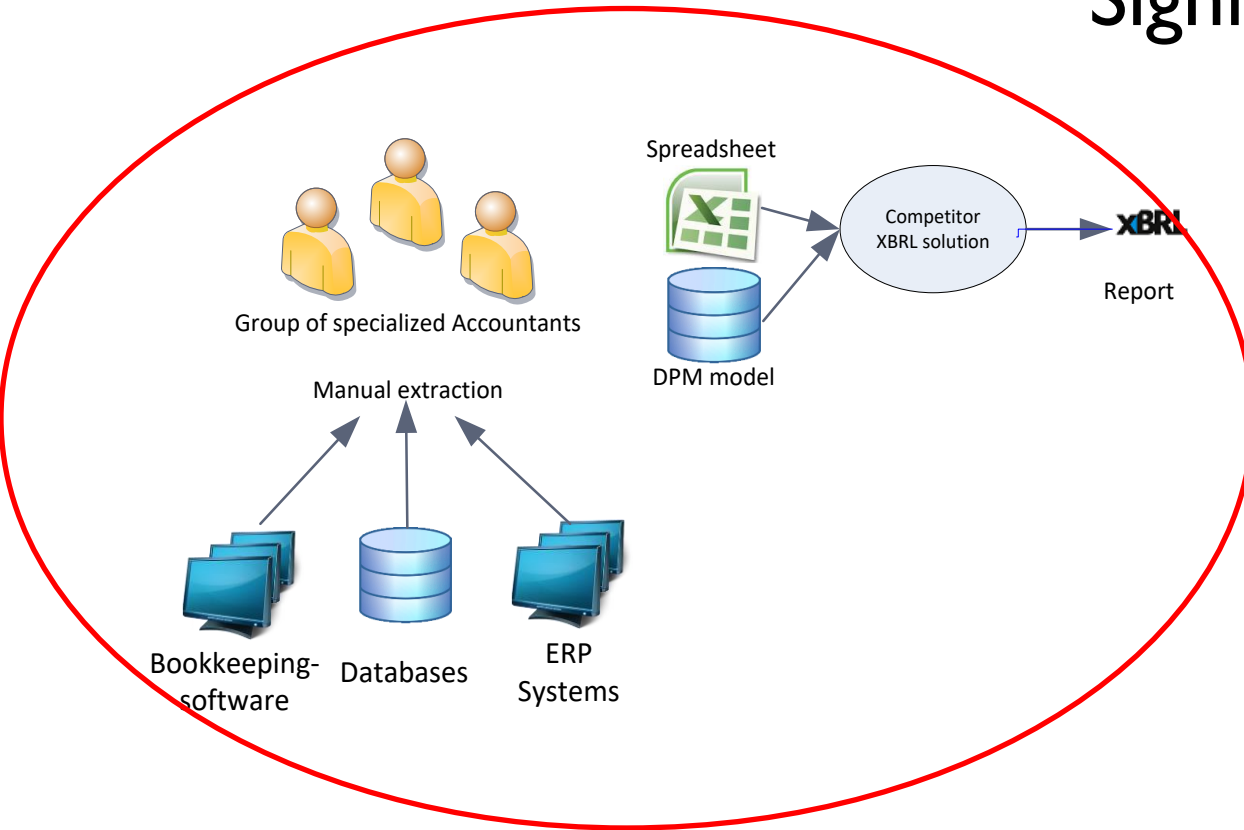 Spreadsheet
Competitor
XBRL solution
XBRL
Report
Group of specialized Accountants
DPM model
Manual extraction
Bookkeeping-
software
Databases
ERP
Systems